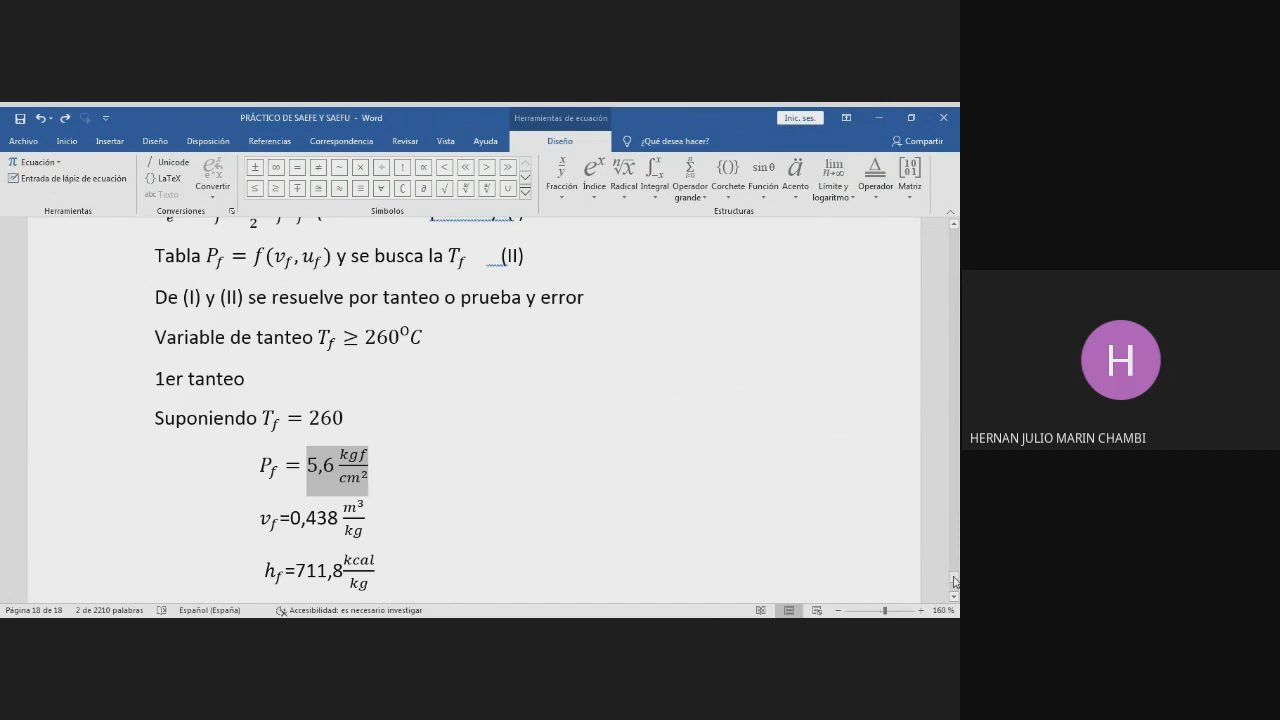 PRÁCTICO DE SAEFE Y SAEFU - Word
Herramientas de ecuación
Inic. ses.
Archivo Inicio Insertar Diseño Disposición Referencias Correspondencia Revisar Vista Ayuda Diseño ¿Qué desea hacer? Compartir
π Ecuación
Entrada de lápiz de ecuación
Herramientas
Unicode
LaTeX
abc Texto
Convertir
Conversiones
± ∞ = ≠ ~ × ÷ ! ∝ < ≪ > ≫
≤ ≥ ∓ ≅ ≈ ≡ ∀ ∁ ∂ √ ∛ ∜ ∪
Símbolos
Fracción Índice Radical Integral Operador grande Corchete Función Acento Límite y logaritmo Operador Matriz
Estructuras
Tabla P_f = f(v_f, u_f) y se busca la T_f (II)
De (I) y (II) se resuelve por tanteo o prueba y error
Variable de tanteo T_f ≥ 260°C
1er tanteo
Suponiendo T_f = 260
P_f = 5,6 kgf/cm²
v_f=0,438 m³/kg
h_f=711,8 kcal/kg
Página 18 de 18 2 de 2210 palabras Español (España) Accesibilidad: es necesario investigar 160 %
H
HERNAN JULIO MARIN CHAMBI